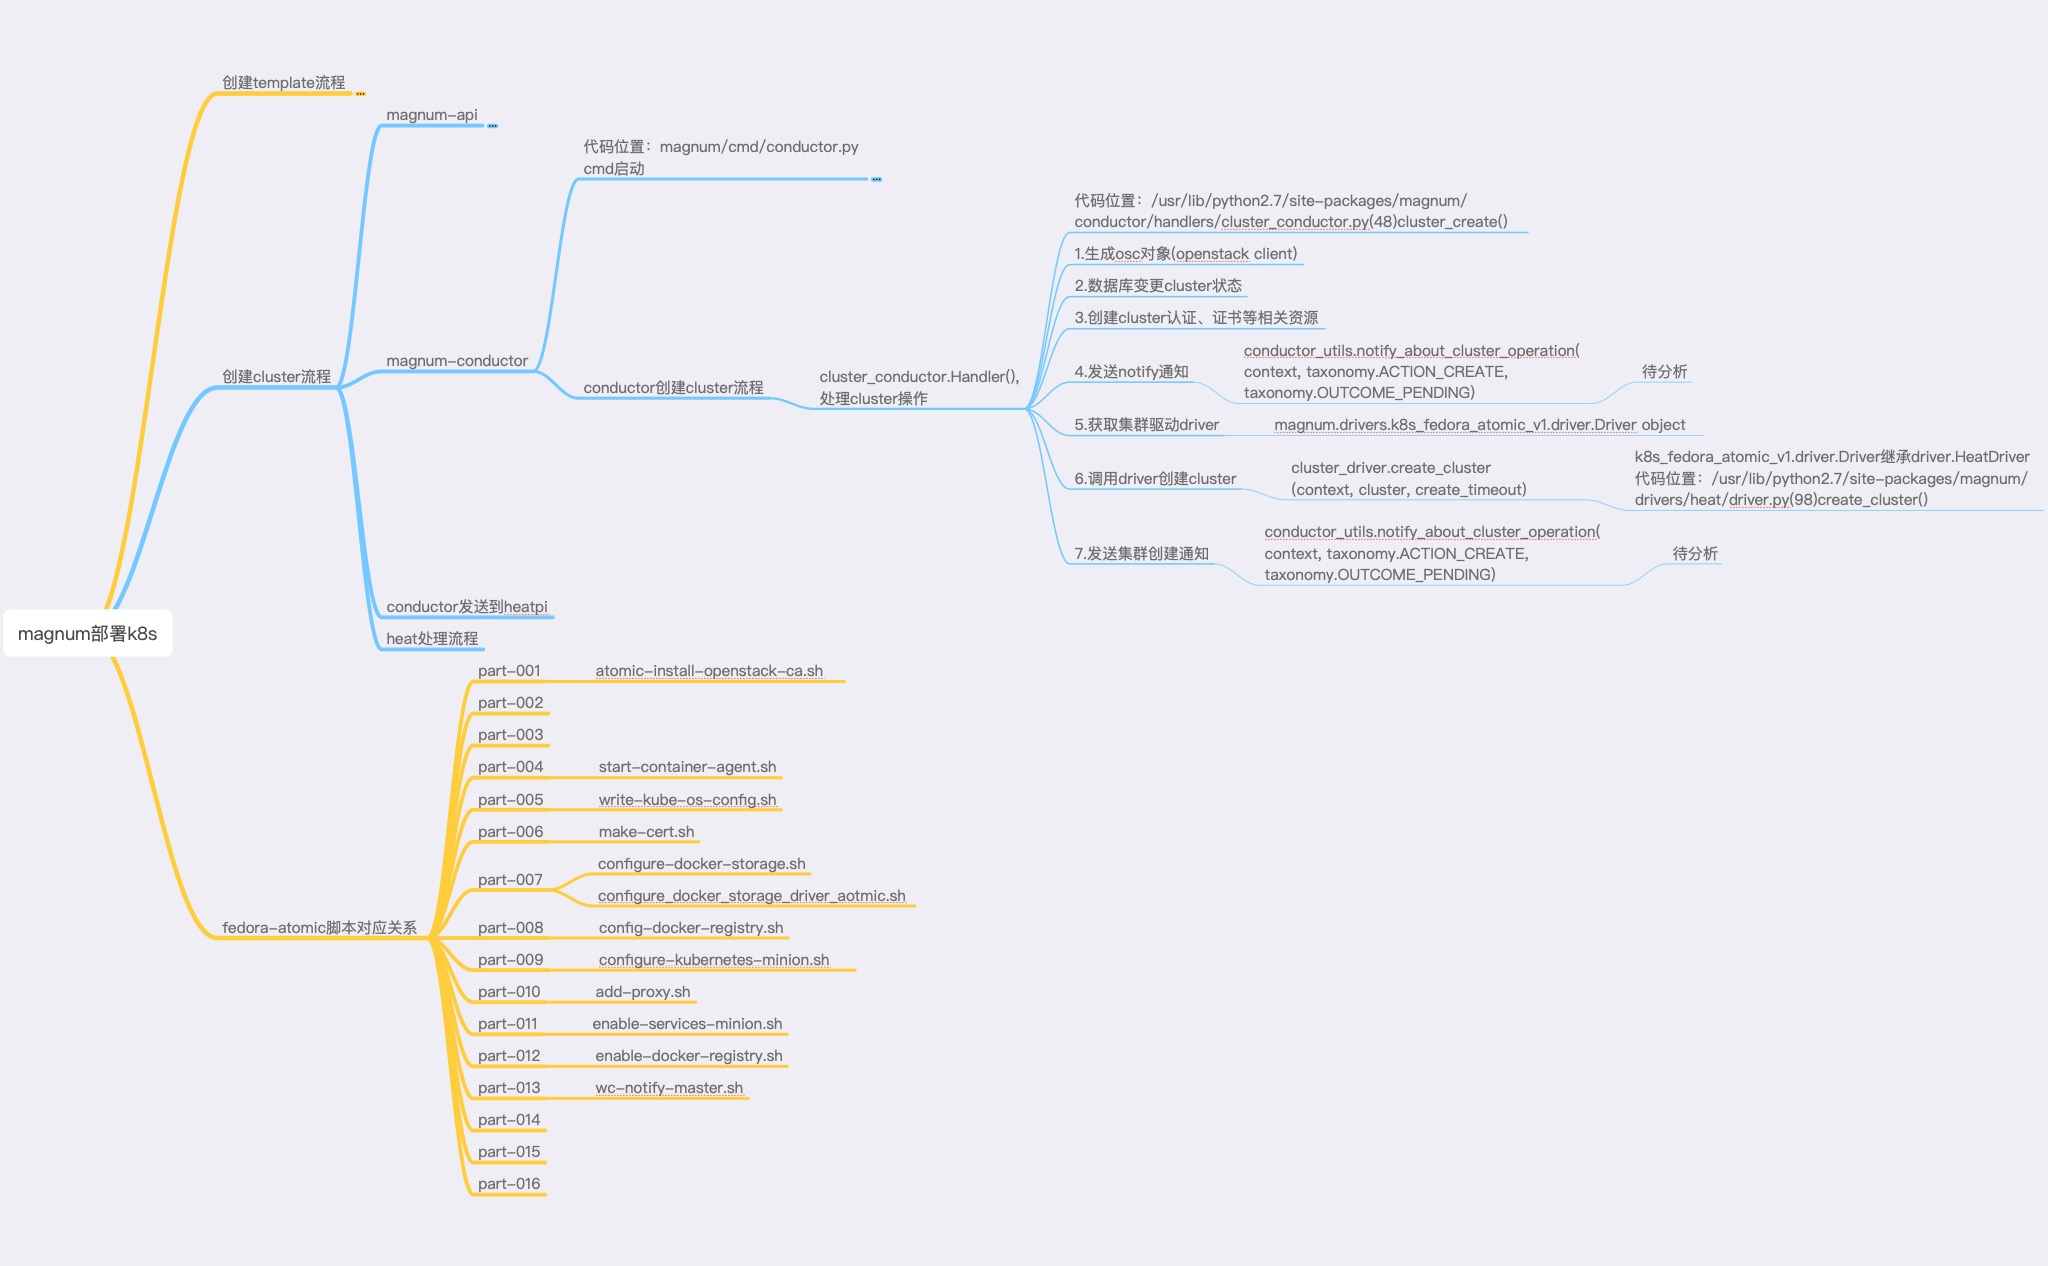 magnum部署k8s
创建template流程
创建cluster流程
magnum-api
magnum-conductor
代码位置：magnum/cmd/conductor.py
cmd启动
conductor创建cluster流程
cluster_conductor.Handler(),
处理cluster操作
代码位置：/usr/lib/python2.7/site-packages/magnum/
conductor/handlers/cluster_conductor.py(48)cluster_create()
1.生成osc对象(openstack client)
2.数据库变更cluster状态
3.创建cluster认证、证书等相关资源
4.发送notify通知
conductor_utils.notify_about_cluster_operation(
context, taxonomy.ACTION_CREATE,
taxonomy.OUTCOME_PENDING)
待分析
5.获取集群驱动driver
magnum.drivers.k8s_fedora_atomic_v1.driver.Driver object
6.调用driver创建cluster
cluster_driver.create_cluster
(context, cluster, create_timeout)
k8s_fedora_atomic_v1.driver.Driver继承driver.HeatDriver
代码位置：/usr/lib/python2.7/site-packages/magnum/
drivers/heat/driver.py(98)create_cluster()
7.发送集群创建通知
conductor_utils.notify_about_cluster_operation(
context, taxonomy.ACTION_CREATE,
taxonomy.OUTCOME_PENDING)
待分析
conductor发送到heatpi
heat处理流程
fedora-atomic脚本对应关系
part-001
atomic-install-openstack-ca.sh
part-002
part-003
part-004
start-container-agent.sh
part-005
write-kube-os-config.sh
part-006
make-cert.sh
part-007
configure-docker-storage.sh
configure_docker_storage_driver_aotmic.sh
part-008
config-docker-registry.sh
part-009
configure-kubernetes-minion.sh
part-010
add-proxy.sh
part-011
enable-services-minion.sh
part-012
enable-docker-registry.sh
part-013
wc-notify-master.sh
part-014
part-015
part-016